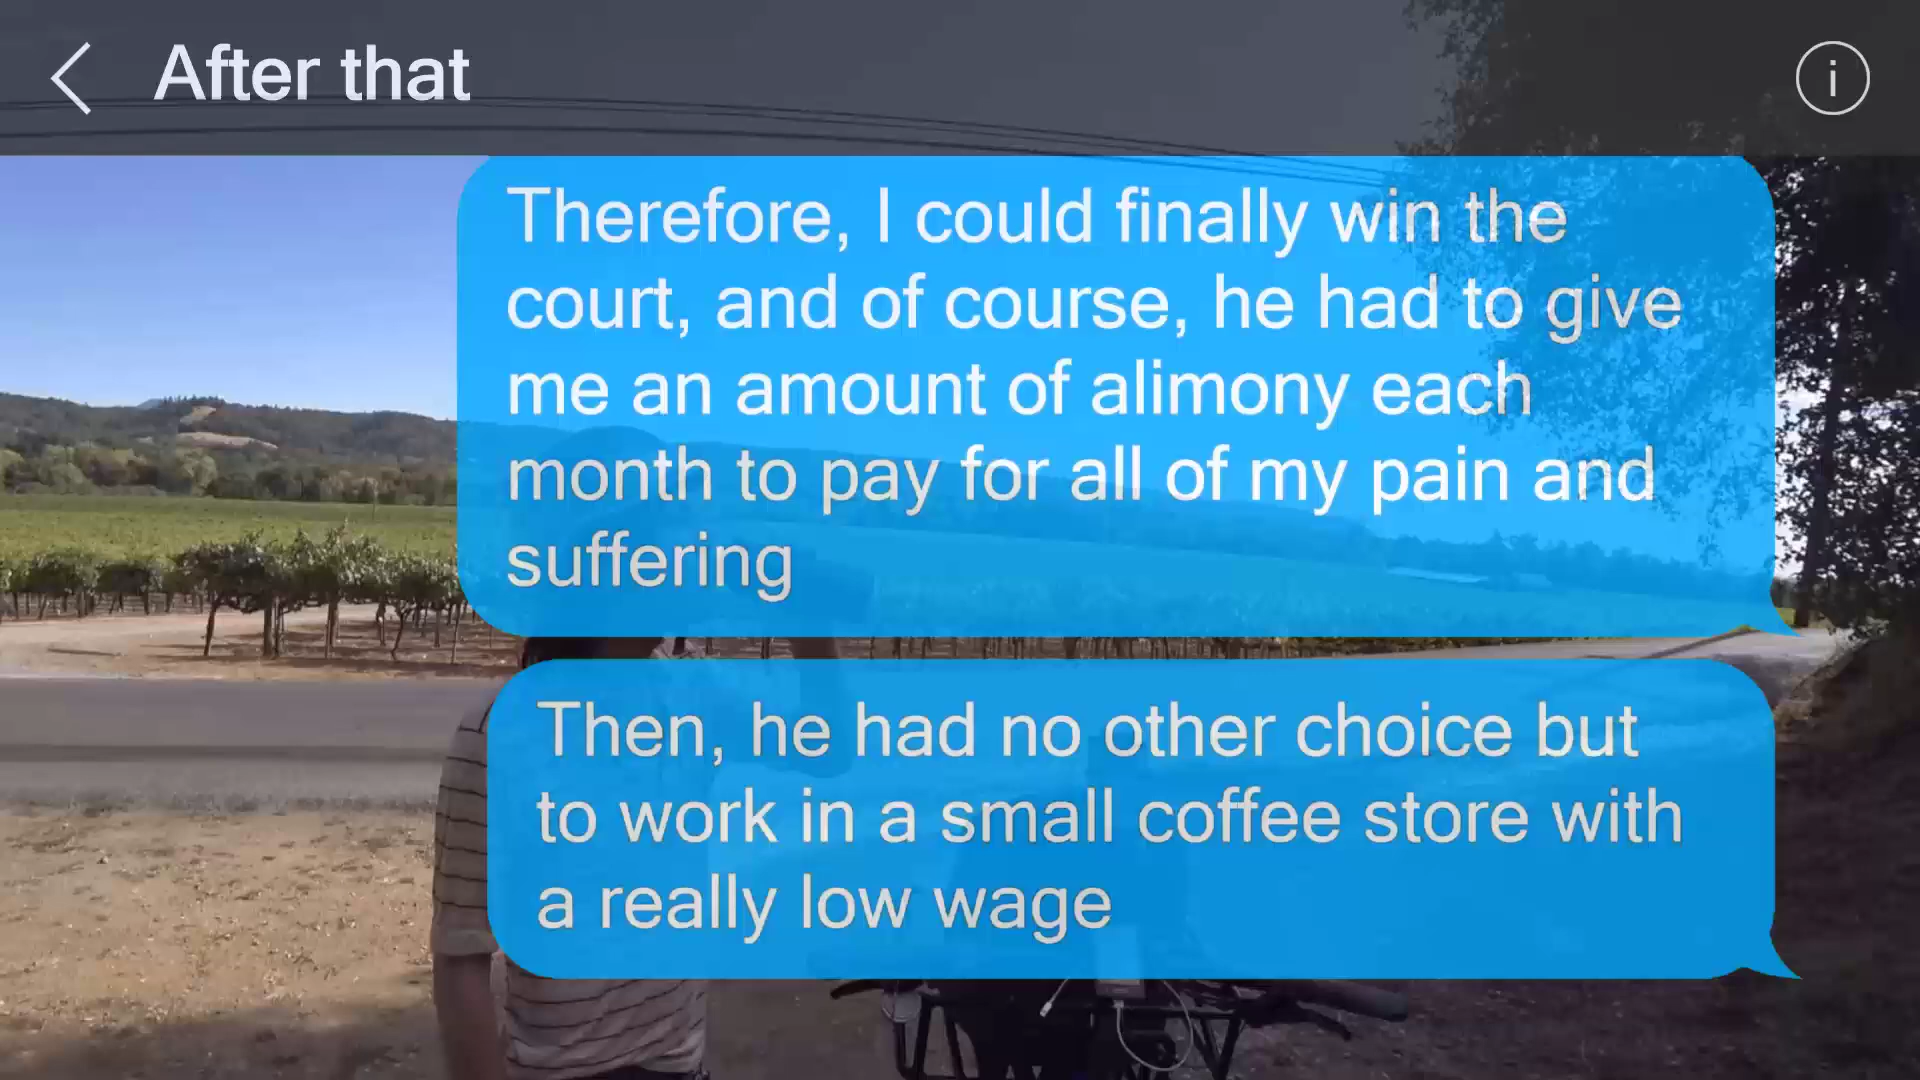 After that
Therefore, I could finally win the
court, and of course, he had to give
me an amount of alimony each
month to pay for all of my pain and
suffering
Then, he had no other choice but
to work in a small coffee store with
a really low wage